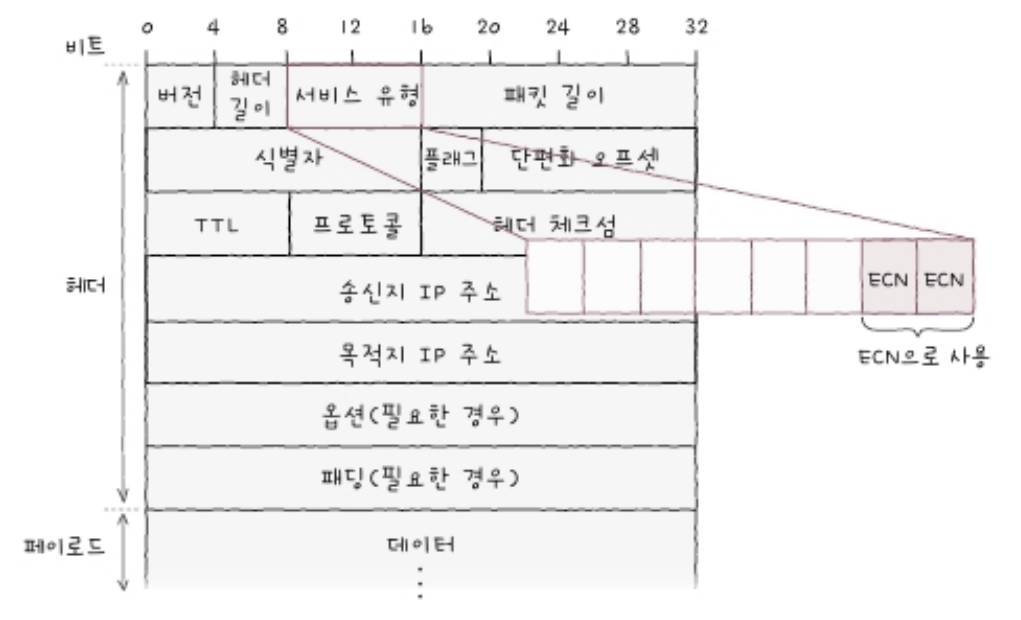 비트
0 4 8 12 16 20 24 28 32
버전 헤더 길이 서비스 유형 패킷 길이
식별자 플래그 단편화 오프셋
TTL 프로토콜 헤더 체크섬
헤더
송신지 IP 주소
ECN ECN
목적지 IP 주소
ECN으로 사용
옵션(필요한 경우)
패딩(필요한 경우)
페이로드
데이터